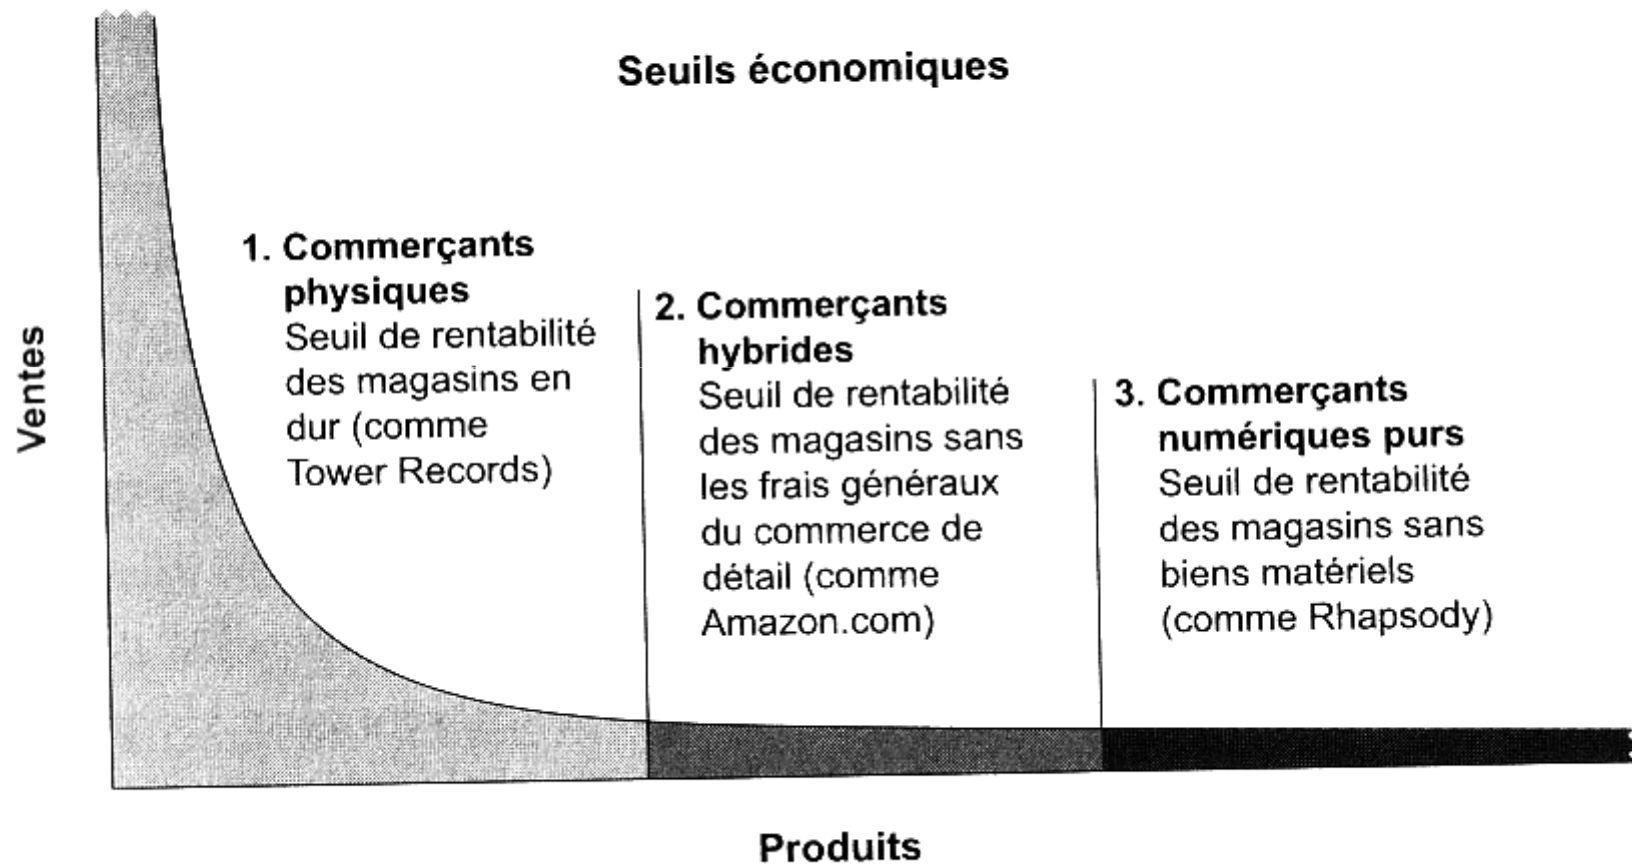 Seuils économiques
1. Commerçants
physiques
Seuil de rentabilité
des magasins en
dur (comme
Tower Records)
2. Commerçants
hybrides
Seuil de rentabilité
des magasins sans
les frais généraux
du commerce de
détail (comme
Amazon.com)
3. Commerçants
numériques purs
Seuil de rentabilité
des magasins sans
biens matériels
(comme Rhapsody)
Ventes
Produits